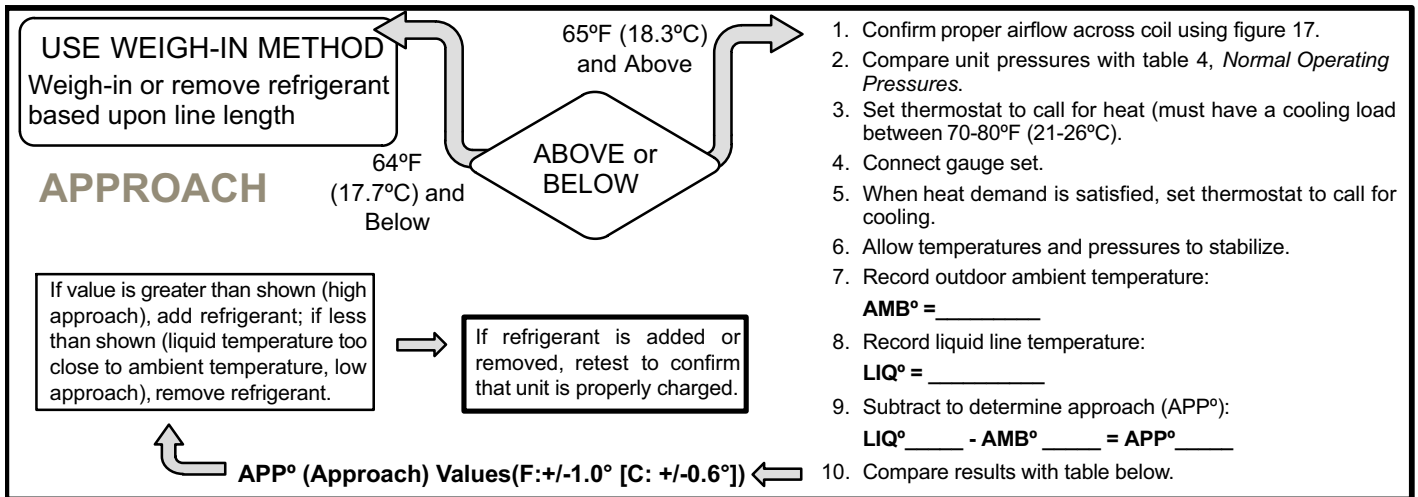 USE WEIGH-IN METHOD
Weigh-in or remove refrigerant
based upon line length
APPROACH
64ºF
(17.7ºC) and
Below
65ºF (18.3ºC)
and Above
ABOVE or
BELOW
1. Confirm proper airflow across coil using figure 17.
2. Compare unit pressures with table 4, Normal Operating
Pressures.
3. Set thermostat to call for heat (must have a cooling load
between 70-80ºF (21-26ºC).
4. Connect gauge set.
5. When heat demand is satisfied, set thermostat to call for
cooling.
6. Allow temperatures and pressures to stabilize.
7. Record outdoor ambient temperature:
AMBº =_________
8. Record liquid line temperature:
LIQº = __________
9. Subtract to determine approach (APPº):
LIQº_____ - AMBº _____ = APPº_____
10. Compare results with table below.
APPº (Approach) Values(F:+/-1.0° [C: +/-0.6°])
If value is greater than shown (high
approach), add refrigerant; if less
than shown (liquid temperature too
close to ambient temperature, low
approach), remove refrigerant.
If refrigerant is added or
removed, retest to confirm
that unit is properly charged.